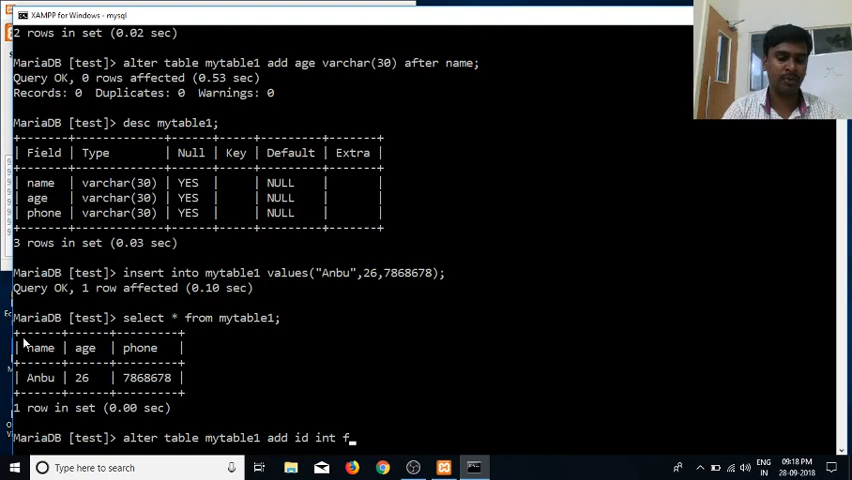 XAMPP for Windows - mysql
2 rows in set (0.02 sec)
MariaDB [test]> alter table mytable1 add age varchar(30) after name;
Query OK, 0 rows affected (0.53 sec)
Records: 0  Duplicates: 0  Warnings: 0
MariaDB [test]> desc mytable1;
+-------+-------------+------+-----+---------+-------+
| Field | Type        | Null | Key | Default | Extra |
+-------+-------------+------+-----+---------+-------+
| name  | varchar(30) | YES  |     | NULL    |       |
| age   | varchar(30) | YES  |     | NULL    |       |
| phone | varchar(30) | YES  |     | NULL    |       |
+-------+-------------+------+-----+---------+-------+
3 rows in set (0.03 sec)
MariaDB [test]> insert into mytable1 values("Anbu",26,7868678);
Query OK, 1 row affected (0.10 sec)
MariaDB [test]> select * from mytable1;
+------+------+---------+
| name | age  | phone   |
+------+------+---------+
| Anbu | 26   | 7868678 |
+------+------+---------+
1 row in set (0.00 sec)
MariaDB [test]> alter table mytable1 add id int f_
Type here to search
ENG
IN
09:18 PM
28-09-2018